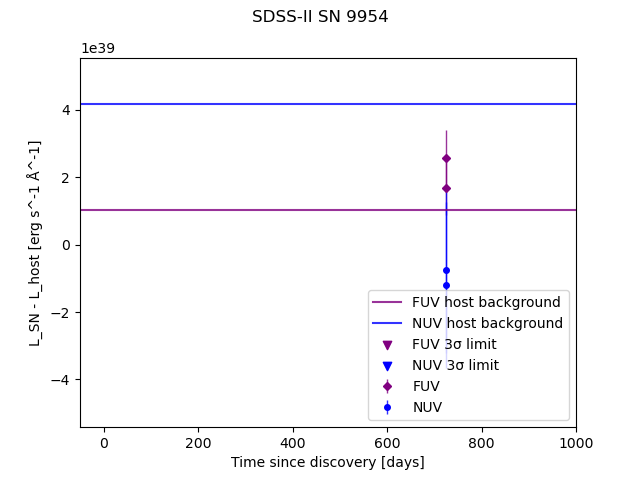 SDSS-II SN 9954
1e39
L_SN - L_host [erg s^-1 Å^-1]
4
2
0
−2
−4
FUV host background
NUV host background
FUV 3σ limit
NUV 3σ limit
FUV
NUV
0 200 400 600 800 1000
Time since discovery [days]